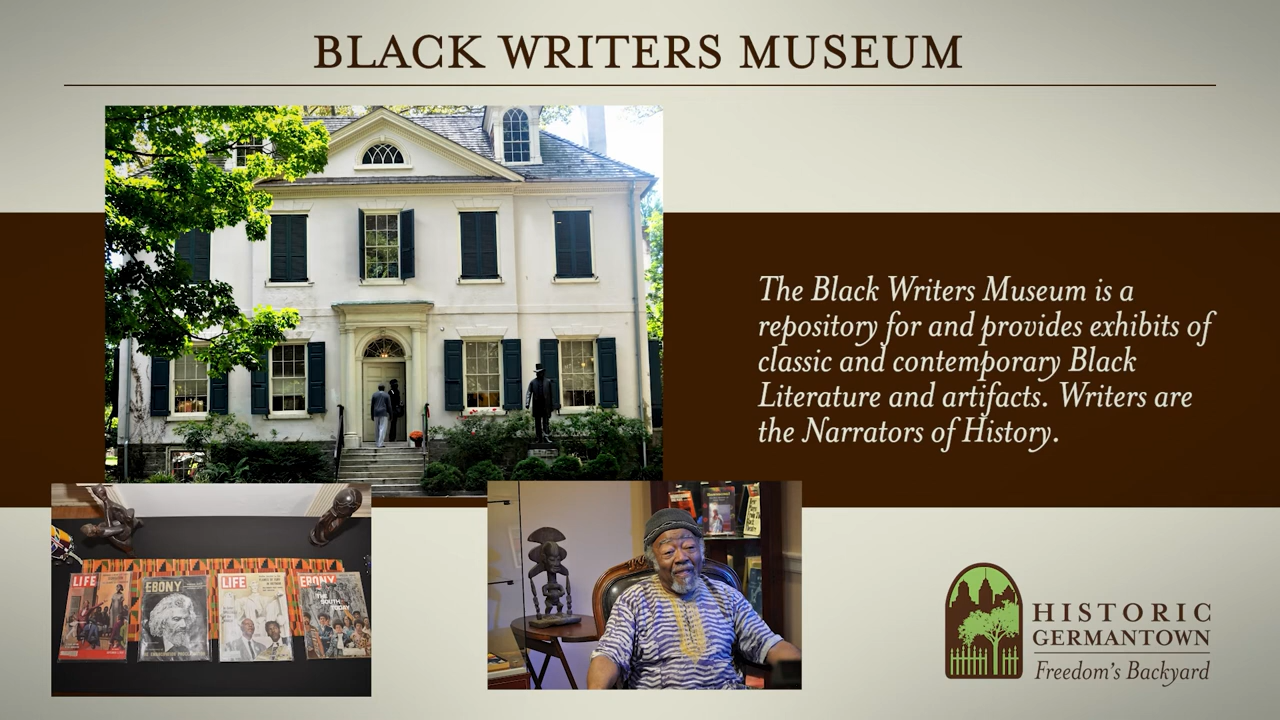 BLACK WRITERS MUSEUM
The Black Writers Museum is a
repository for and provides exhibits of
classic and contemporary Black
Literature and artifacts. Writers are
the Narrators of History.
LIFE
EBONY
LIFE
EBONY
THE
SOUTH
TODAY
HISTORIC
GERMANTOWN
Freedom's Backyard